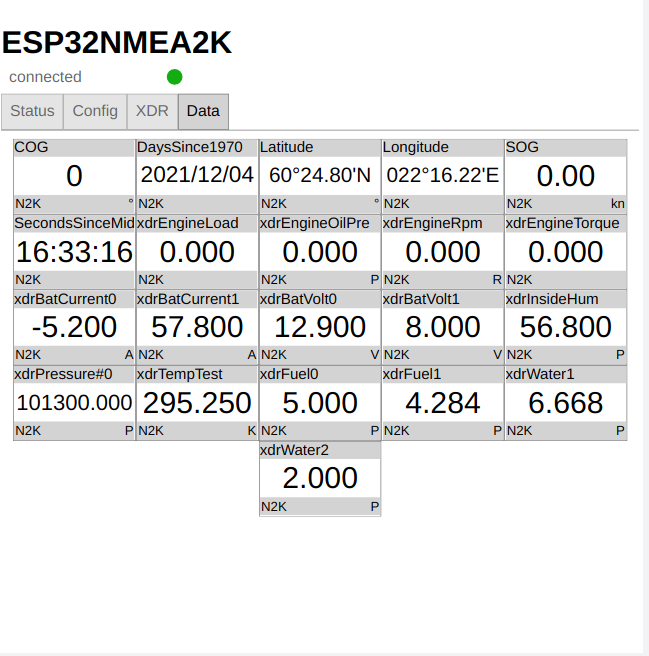 ESP32NMEA2K
connected
Status Config XDR Data
COG DaysSince1970 Latitude Longitude SOG
0 2021/12/04 60°24.80'N 022°16.22'E 0.00
N2K ° N2K N2K ° N2K N2K kn
SecondsSinceMid xdrEngineLoad xdrEngineOilPre xdrEngineRpm xdrEngineTorque
16:33:16 0.000 0.000 0.000 0.000
N2K N2K N2K P N2K R N2K
xdrBatCurrent0 xdrBatCurrent1 xdrBatVolt0 xdrBatVolt1 xdrInsideHum
-5.200 57.800 12.900 8.000 56.800
N2K A N2K A N2K V N2K V N2K P
xdrPressure#0 xdrTempTest xdrFuel0 xdrFuel1 xdrWater1
101300.000 295.250 5.000 4.284 6.668
N2K P N2K K N2K P N2K P N2K P
xdrWater2
2.000
N2K P